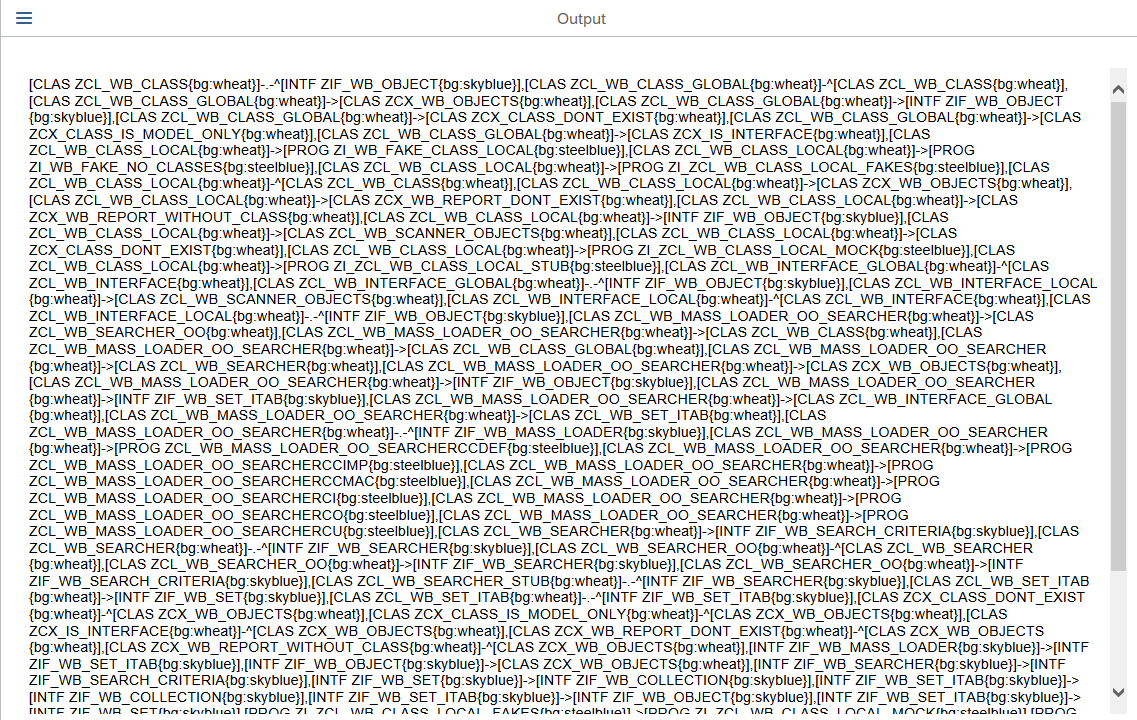 Output
[CLAS ZCL_WB_CLASS{bg:wheat}]-.-^[INTF ZIF_WB_OBJECT{bg:skyblue}],[CLAS ZCL_WB_CLASS_GLOBAL{bg:wheat}]-^[CLAS ZCL_WB_CLASS{bg:wheat}],
[CLAS ZCL_WB_CLASS_GLOBAL{bg:wheat}]->[CLAS ZCX_WB_OBJECTS{bg:wheat}],[CLAS ZCL_WB_CLASS_GLOBAL{bg:wheat}]->[INTF ZIF_WB_OBJECT
{bg:skyblue}],[CLAS ZCL_WB_CLASS_GLOBAL{bg:wheat}]->[CLAS ZCX_CLASS_DONT_EXIST{bg:wheat}],[CLAS ZCL_WB_CLASS_GLOBAL{bg:wheat}]->[CLAS
ZCX_CLASS_IS_MODEL_ONLY{bg:wheat}],[CLAS ZCL_WB_CLASS_GLOBAL{bg:wheat}]->[CLAS ZCX_IS_INTERFACE{bg:wheat}],[CLAS
ZCL_WB_CLASS_LOCAL{bg:wheat}]->[PROG ZI_WB_FAKE_CLASS_LOCAL{bg:steelblue}],[CLAS ZCL_WB_CLASS_LOCAL{bg:wheat}]->[PROG
ZI_WB_FAKE_NO_CLASSES{bg:steelblue}],[CLAS ZCL_WB_CLASS_LOCAL{bg:wheat}]->[PROG ZI_ZCL_WB_CLASS_LOCAL_FAKES{bg:steelblue}],[CLAS
ZCL_WB_CLASS_LOCAL{bg:wheat}]-^[CLAS ZCL_WB_CLASS{bg:wheat}],[CLAS ZCL_WB_CLASS_LOCAL{bg:wheat}]->[CLAS ZCX_WB_OBJECTS{bg:wheat}],
[CLAS ZCL_WB_CLASS_LOCAL{bg:wheat}]->[CLAS ZCX_WB_REPORT_DONT_EXIST{bg:wheat}],[CLAS ZCL_WB_CLASS_LOCAL{bg:wheat}]->[CLAS
ZCX_WB_REPORT_WITHOUT_CLASS{bg:wheat}],[CLAS ZCL_WB_CLASS_LOCAL{bg:wheat}]->[INTF ZIF_WB_OBJECT{bg:skyblue}],[CLAS
ZCL_WB_CLASS_LOCAL{bg:wheat}]->[CLAS ZCL_WB_SCANNER_OBJECTS{bg:wheat}],[CLAS ZCL_WB_CLASS_LOCAL{bg:wheat}]->[CLAS
ZCX_CLASS_DONT_EXIST{bg:wheat}],[CLAS ZCL_WB_CLASS_LOCAL{bg:wheat}]->[PROG ZI_ZCL_WB_CLASS_LOCAL_MOCK{bg:steelblue}],[CLAS
ZCL_WB_CLASS_LOCAL{bg:wheat}]->[PROG ZI_ZCL_WB_CLASS_LOCAL_STUB{bg:steelblue}],[CLAS ZCL_WB_INTERFACE_GLOBAL{bg:wheat}]-^[CLAS
ZCL_WB_INTERFACE{bg:wheat}],[CLAS ZCL_WB_INTERFACE_GLOBAL{bg:wheat}]-.-^[INTF ZIF_WB_OBJECT{bg:skyblue}],[CLAS ZCL_WB_INTERFACE_LOCAL
{bg:wheat}]->[CLAS ZCL_WB_SCANNER_OBJECTS{bg:wheat}],[CLAS ZCL_WB_INTERFACE_LOCAL{bg:wheat}]-^[CLAS ZCL_WB_INTERFACE{bg:wheat}],[CLAS
ZCL_WB_INTERFACE_LOCAL{bg:wheat}]-.-^[INTF ZIF_WB_OBJECT{bg:skyblue}],[CLAS ZCL_WB_MASS_LOADER_OO_SEARCHER{bg:wheat}]->[CLAS
ZCL_WB_SEARCHER_OO{bg:wheat}],[CLAS ZCL_WB_MASS_LOADER_OO_SEARCHER{bg:wheat}]->[CLAS ZCL_WB_CLASS{bg:wheat}],[CLAS
ZCL_WB_MASS_LOADER_OO_SEARCHER{bg:wheat}]->[CLAS ZCL_WB_CLASS_GLOBAL{bg:wheat}],[CLAS ZCL_WB_MASS_LOADER_OO_SEARCHER
{bg:wheat}]->[CLAS ZCL_WB_SEARCHER{bg:wheat}],[CLAS ZCL_WB_MASS_LOADER_OO_SEARCHER{bg:wheat}]->[CLAS ZCX_WB_OBJECTS{bg:wheat}],
[CLAS ZCL_WB_MASS_LOADER_OO_SEARCHER{bg:wheat}]->[INTF ZIF_WB_OBJECT{bg:skyblue}],[CLAS ZCL_WB_MASS_LOADER_OO_SEARCHER
{bg:wheat}]->[INTF ZIF_WB_SET_ITAB{bg:skyblue}],[CLAS ZCL_WB_MASS_LOADER_OO_SEARCHER{bg:wheat}]->[CLAS ZCL_WB_INTERFACE_GLOBAL
{bg:wheat}],[CLAS ZCL_WB_MASS_LOADER_OO_SEARCHER{bg:wheat}]->[CLAS ZCL_WB_SET_ITAB{bg:wheat}],[CLAS
ZCL_WB_MASS_LOADER_OO_SEARCHER{bg:wheat}]-.-^[INTF ZIF_WB_MASS_LOADER{bg:skyblue}],[CLAS ZCL_WB_MASS_LOADER_OO_SEARCHER
{bg:wheat}]->[PROG ZCL_WB_MASS_LOADER_OO_SEARCHERCCDEF{bg:steelblue}],[CLAS ZCL_WB_MASS_LOADER_OO_SEARCHER{bg:wheat}]->[PROG
ZCL_WB_MASS_LOADER_OO_SEARCHERCCIMP{bg:steelblue}],[CLAS ZCL_WB_MASS_LOADER_OO_SEARCHER{bg:wheat}]->[PROG
ZCL_WB_MASS_LOADER_OO_SEARCHERCCMAC{bg:steelblue}],[CLAS ZCL_WB_MASS_LOADER_OO_SEARCHER{bg:wheat}]->[PROG
ZCL_WB_MASS_LOADER_OO_SEARCHERCI{bg:steelblue}],[CLAS ZCL_WB_MASS_LOADER_OO_SEARCHER{bg:wheat}]->[PROG
ZCL_WB_MASS_LOADER_OO_SEARCHERCO{bg:steelblue}],[CLAS ZCL_WB_MASS_LOADER_OO_SEARCHER{bg:wheat}]->[PROG
ZCL_WB_MASS_LOADER_OO_SEARCHERCU{bg:steelblue}],[CLAS ZCL_WB_SEARCHER{bg:wheat}]->[INTF ZIF_WB_SEARCH_CRITERIA{bg:skyblue}],[CLAS
ZCL_WB_SEARCHER{bg:wheat}]-.-^[INTF ZIF_WB_SEARCHER{bg:skyblue}],[CLAS ZCL_WB_SEARCHER_OO{bg:wheat}]-^[CLAS ZCL_WB_SEARCHER
{bg:wheat}],[CLAS ZCL_WB_SEARCHER_OO{bg:wheat}]->[INTF ZIF_WB_SEARCHER{bg:skyblue}],[CLAS ZCL_WB_SEARCHER_OO{bg:wheat}]->[INTF
ZIF_WB_SEARCH_CRITERIA{bg:skyblue}],[CLAS ZCL_WB_SEARCHER_STUB{bg:wheat}]-.-^[INTF ZIF_WB_SEARCHER{bg:skyblue}],[CLAS ZCL_WB_SET_ITAB
{bg:wheat}]->[INTF ZIF_WB_SET{bg:skyblue}],[CLAS ZCL_WB_SET_ITAB{bg:wheat}]-.-^[INTF ZIF_WB_SET_ITAB{bg:skyblue}],[CLAS ZCX_CLASS_DONT_EXIST
{bg:wheat}]-^[CLAS ZCX_WB_OBJECTS{bg:wheat}],[CLAS ZCX_CLASS_IS_MODEL_ONLY{bg:wheat}]-^[CLAS ZCX_WB_OBJECTS{bg:wheat}],[CLAS
ZCX_IS_INTERFACE{bg:wheat}]-^[CLAS ZCX_WB_OBJECTS{bg:wheat}],[CLAS ZCX_WB_REPORT_DONT_EXIST{bg:wheat}]-^[CLAS ZCX_WB_OBJECTS
{bg:wheat}],[CLAS ZCX_WB_REPORT_WITHOUT_CLASS{bg:wheat}]-^[CLAS ZCX_WB_OBJECTS{bg:wheat}],[INTF ZIF_WB_MASS_LOADER{bg:skyblue}]->[INTF
ZIF_WB_SET_ITAB{bg:skyblue}],[INTF ZIF_WB_OBJECT{bg:skyblue}]->[CLAS ZCX_WB_OBJECTS{bg:wheat}],[INTF ZIF_WB_SEARCHER{bg:skyblue}]->[INTF
ZIF_WB_SEARCH_CRITERIA{bg:skyblue}],[INTF ZIF_WB_SET{bg:skyblue}]->[INTF ZIF_WB_COLLECTION{bg:skyblue}],[INTF ZIF_WB_SET_ITAB{bg:skyblue}]->
[INTF ZIF_WB_COLLECTION{bg:skyblue}],[INTF ZIF_WB_SET_ITAB{bg:skyblue}]->[INTF ZIF_WB_OBJECT{bg:skyblue}],[INTF ZIF_WB_SET_ITAB{bg:skyblue}]->
[INTF ZIF_WB_SET{bg:skyblue}],[PROG ZI_ZCL_WB_CLASS_LOCAL_FAKES{bg:steelblue}]->[PROG ZI_ZCL_WB_CLASS_LOCAL_MOCK{bg:steelblue}],[PROG